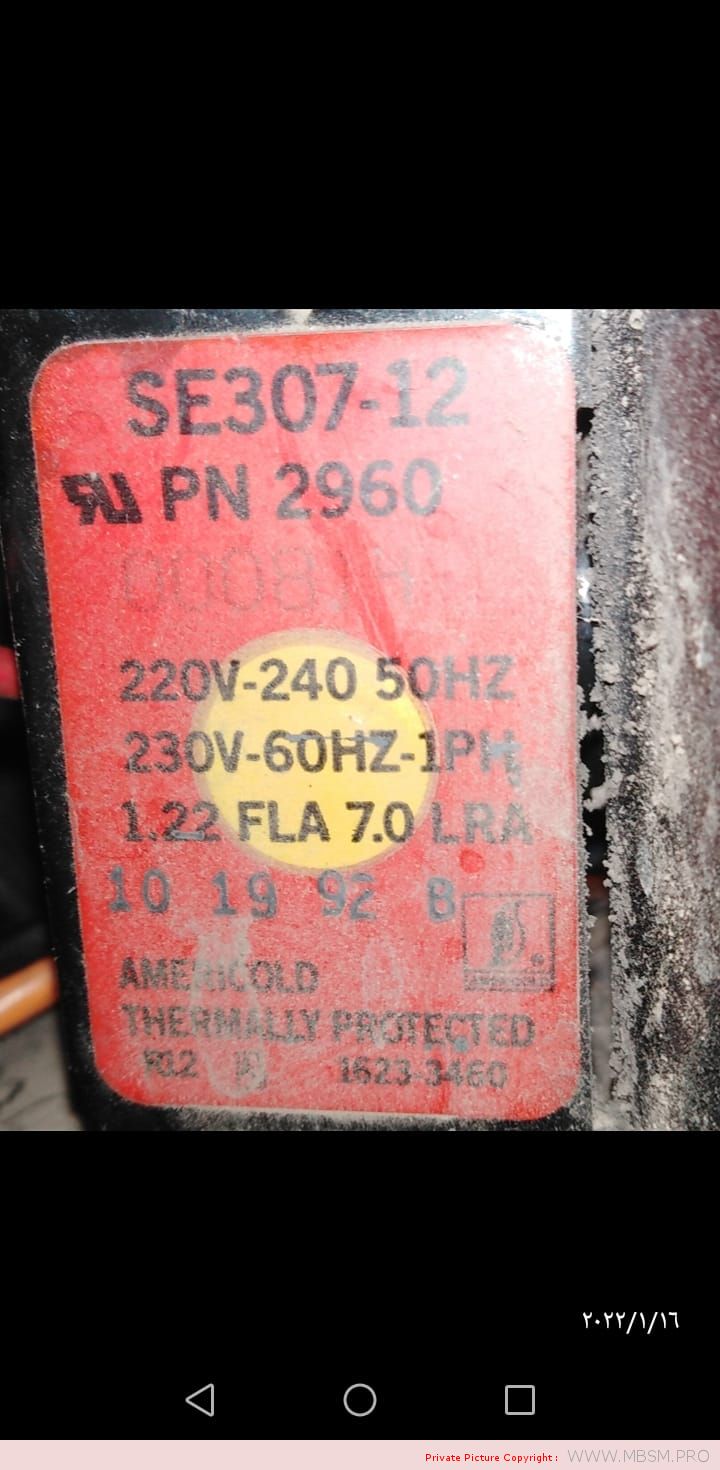 SE307-12
PN 2960
220V-240 50HZ
230V-60HZ-1PH
1.22 FLA 7.0 LRA
10 19 92 B
AMERICOLD
THERMALLY PROTECTED
1623-3460
٢٠٢٢/١/١٦
Private Picture Copyright : WWW.MBSM.PRO